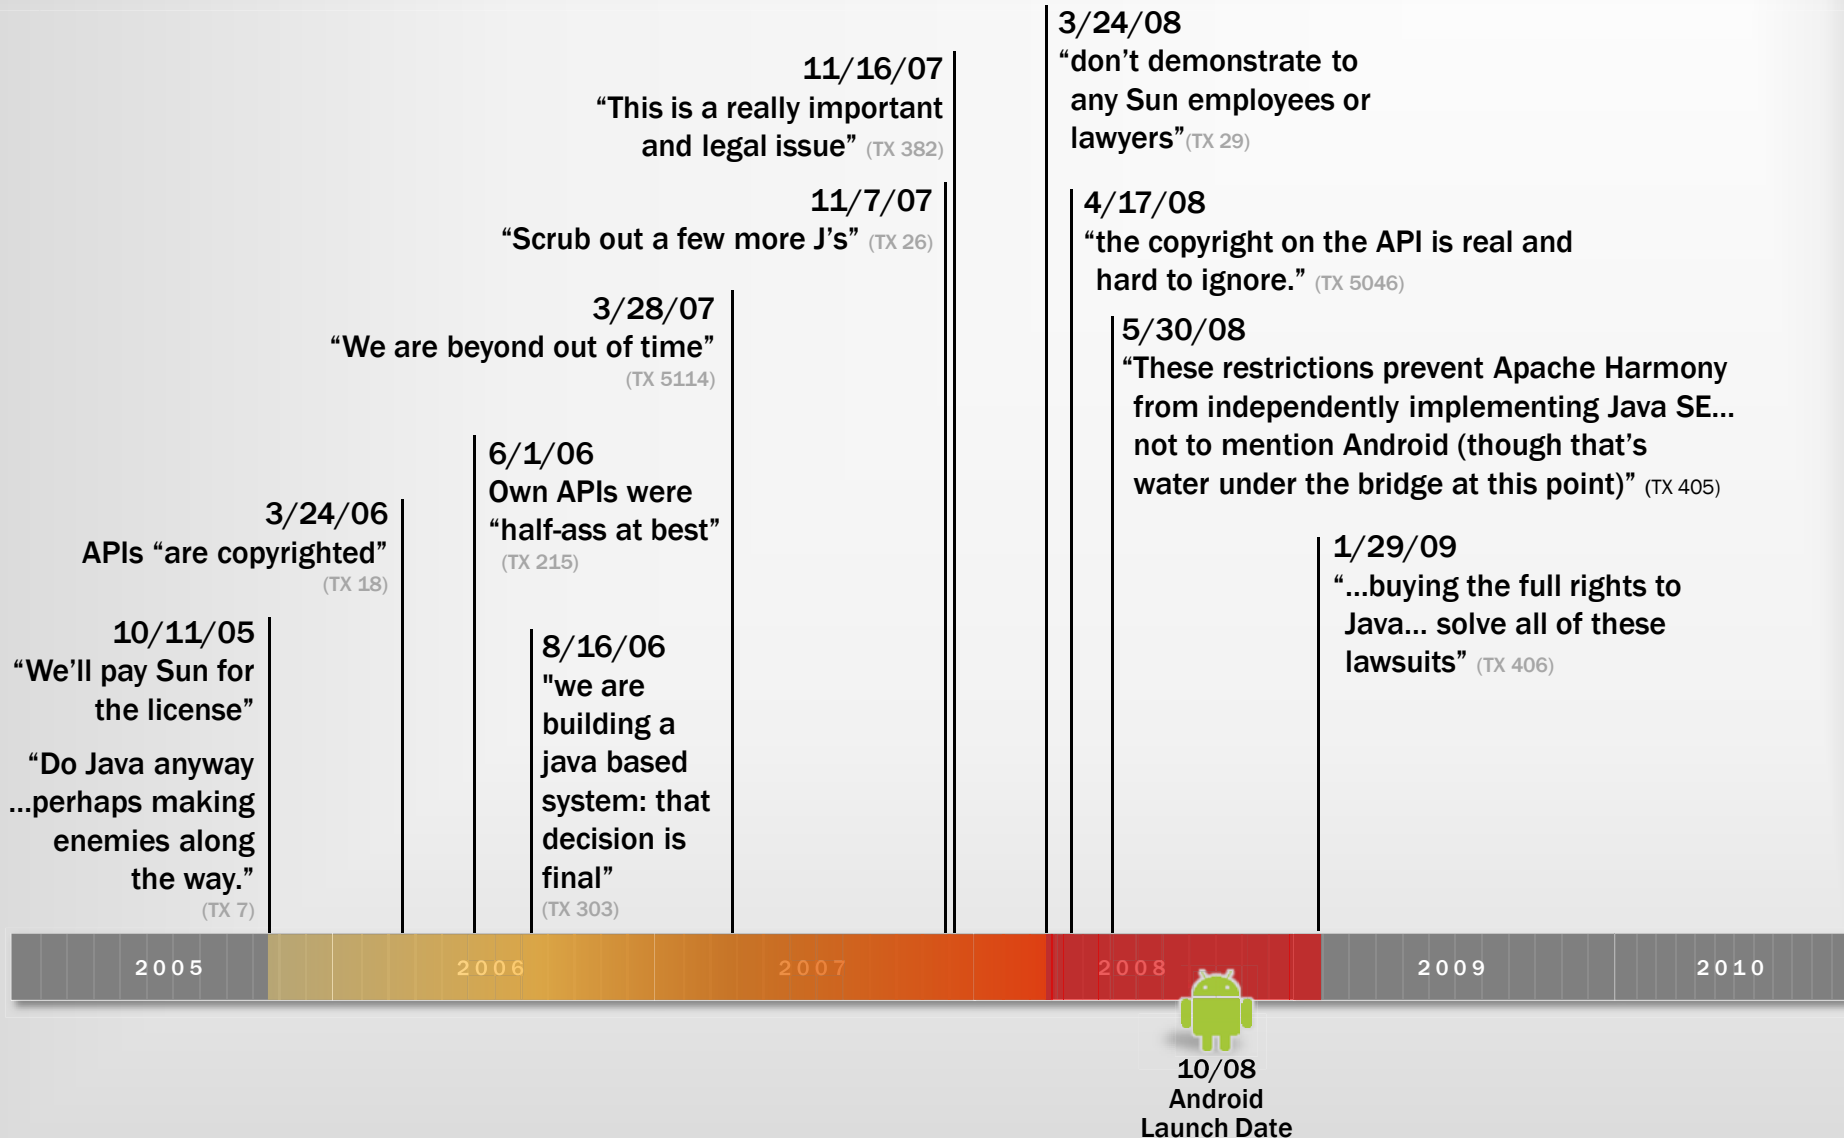 10/11/05
“We’ll pay Sun for
the license”
“Do Java anyway
...perhaps making
enemies along
the way.”
(TX 7)
3/24/06
APIs “are copyrighted”
(TX 18)
6/1/06
Own APIs were
“half-ass at best”
(TX 215)
8/16/06
"we are
building a
java based
system: that
decision is
final”
(TX 303)
3/28/07
“We are beyond out of time”
(TX 5114)
11/7/07
“Scrub out a few more J’s” (TX 26)
11/16/07
“This is a really important
and legal issue” (TX 382)
3/24/08
“don’t demonstrate to
any Sun employees or
lawyers”(TX 29)
4/17/08
“the copyright on the API is real and
hard to ignore.” (TX 5046)
5/30/08
“These restrictions prevent Apache Harmony
from independently implementing Java SE...
not to mention Android (though that’s
water under the bridge at this point)” (TX 405)
1/29/09
“...buying the full rights to
Java... solve all of these
lawsuits” (TX 406)
2005 2006 2007 2008 2009 2010
10/08
Android
Launch Date